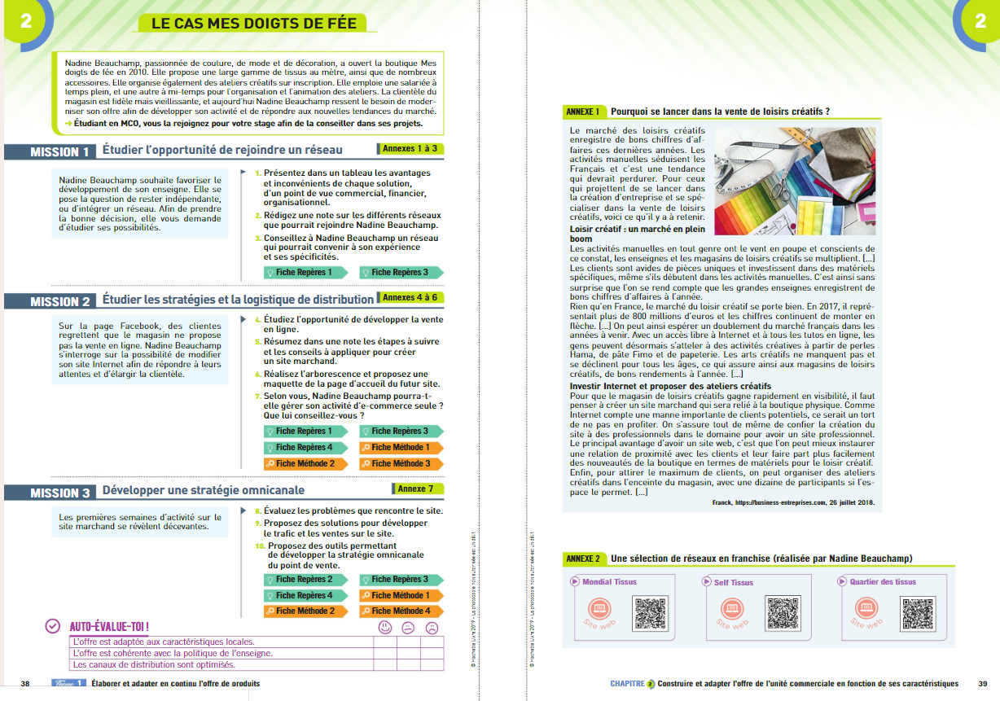 2
LE CAS MES DOIGTS DE FÉE
Nadine Beauchamp, passionnée de couture, de mode et de décoration, a ouvert la boutique Mes
doigts de fée en 2010. Elle propose une large gamme de tissus au mètre, ainsi que de nombreux
accessoires. Elle organise également des ateliers créatifs sur inscription. Elle emploie une salariée à
temps plein, et une autre à mi-temps pour l'organisation et l'animation des ateliers. La clientèle du
magasin est fidèle mais vieillissante, et aujourd'hui Nadine Beauchamp ressent le besoin de moder-
niser son offre afin de développer son activité et de répondre aux nouvelles tendances du marché.
➔ Étudiant en MCO, vous la rejoignez pour votre stage afin de la conseiller dans ses projets.
MISSION 1 Étudier l'opportunité de rejoindre un réseau Annexes 1 à 3
Nadine Beauchamp souhaite favoriser le
développement de son enseigne. Elle se
pose la question de rester indépendante,
ou d'intégrer un réseau. Afin de prendre
la bonne décision, elle vous demande
d'étudier ses possibilités.
1. Présentez dans un tableau les avantages
et inconvénients de chaque solution,
d'un point de vue commercial, financier,
organisationnel.
2. Rédigez une note sur les différents réseaux
que pourrait rejoindre Nadine Beauchamp.
3. Conseillez à Nadine Beauchamp un réseau
qui pourrait convenir à son expérience
et ses spécificités.
Fiche Repères 1 Fiche Repères 3
MISSION 2 Étudier les stratégies et la logistique de distribution Annexes 4 à 6
Sur la page Facebook, des clientes
regrettent que le magasin ne propose
pas la vente en ligne. Nadine Beauchamp
s'interroge sur la possibilité de modifier
son site Internet afin de répondre à leurs
attentes et d'élargir la clientèle.
4. Étudiez l'opportunité de développer la vente
en ligne.
5. Résumez dans une note les étapes à suivre
et les conseils à appliquer pour créer
un site marchand.
6. Réalisez l'arborescence et proposez une
maquette de la page d'accueil du futur site.
7. Selon vous, Nadine Beauchamp pourra-t-
elle gérer son activité d'e-commerce seule ?
Que lui conseillez-vous ?
Fiche Repères 1 Fiche Repères 3
Fiche Repères 4 Fiche Méthode 1
Fiche Méthode 2 Fiche Méthode 3
MISSION 3 Développer une stratégie omnicanale Annexe 7
Les premières semaines d'activité sur le
site marchand se révèlent décevantes.
8. Évaluez les problèmes que rencontre le site.
9. Proposez des solutions pour développer
le trafic et les ventes sur le site.
10. Proposez des outils permettant
de développer la stratégie omnicanale
du point de vente.
Fiche Repères 2 Fiche Repères 3
Fiche Repères 4 Fiche Méthode 1
Fiche Méthode 2 Fiche Méthode 4
AUTO-ÉVALUE-TOI !
L'offre est adaptée aux caractéristiques locales.
L'offre est cohérente avec la politique de l'enseigne.
Les canaux de distribution sont optimisés.
© Hachette Livre 2019 – La photocopie non autorisée est un délit
38 Thème 1 Élaborer et adapter en continu l'offre de produits
2
ANNEXE 1 Pourquoi se lancer dans la vente de loisirs créatifs ?
Le marché des loisirs créatifs
enregistre de bons chiffres d'af-
faires ces dernières années. Les
activités manuelles séduisent les
Français et c'est une tendance
qui devrait perdurer. Pour ceux
qui projettent de se lancer dans
la création d'entreprise et se spé-
cialiser dans la vente de loisirs
créatifs, voici ce qu'il y a à retenir.
Loisir créatif : un marché en plein
boom
Les activités manuelles en tout genre ont le vent en poupe et conscients de
ce constat, les enseignes et les magasins de loisirs créatifs se multiplient. [...]
Les clients sont avides de pièces uniques et investissent dans des matériels
spécifiques, même s'ils débutent dans les activités manuelles. C'est ainsi sans
surprise que l'on se rend compte que les grandes enseignes enregistrent de
bons chiffres d'affaires à l'année.
Rien qu'en France, le marché du loisir créatif se porte bien. En 2017, il repré-
sentait plus de 800 millions d'euros et les chiffres continuent de monter en
flèche. [...] On peut ainsi espérer un doublement du marché français dans les
années à venir. Avec un accès libre à Internet et à tous les tutos en ligne, les
gens peuvent désormais s'atteler à des activités créatives à partir de perles
Hama, de pâte Fimo et de papeterie. Les arts créatifs ne manquent pas et
se déclinent pour tous les âges, ce qui assure ainsi aux magasins de loisirs
créatifs, de bons rendements à l'année. [...]
Investir Internet et proposer des ateliers créatifs
Pour que le magasin de loisirs créatifs gagne rapidement en visibilité, il faut
penser à créer un site marchand qui sera relié à la boutique physique. Comme
Internet compte une manne importante de clients potentiels, ce serait un tort
de ne pas en profiter. On s'assure tout de même de confier la création du
site à des professionnels dans le domaine pour avoir un site professionnel.
Le principal avantage d'avoir un site web, c'est que l'on peut mieux instaurer
une relation de proximité avec les clients et leur faire part plus facilement
des nouveautés de la boutique en termes de matériels pour le loisir créatif.
Enfin, pour attirer le maximum de clients, on peut organiser des ateliers
créatifs dans l'enceinte du magasin, avec une dizaine de participants si l'es-
pace le permet. [...]
Franck, https://business-entreprises.com, 26 juillet 2018.
ANNEXE 2 Une sélection de réseaux en franchise (réalisée par Nadine Beauchamp)
Mondial Tissus
Site web
Self Tissus
Site web
Quartier des tissus
Site web
© Hachette Livre 2019 – La photocopie non autorisée est un délit
CHAPITRE 2 Construire et adapter l'offre de l'unité commerciale en fonction de ses caractéristiques 39